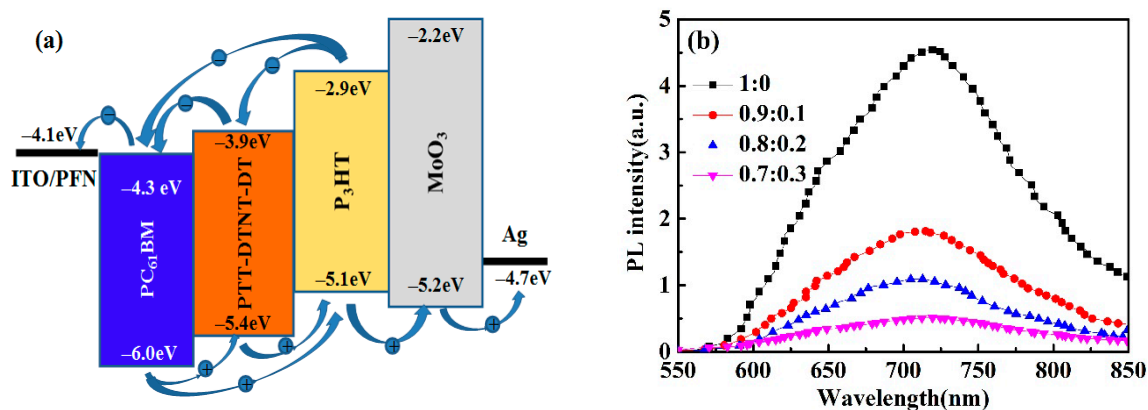 (a)
−2.2eV
−2.9eV
−4.1eV
−3.9eV
ITO/PFN
−4.3 eV
PC₆₁BM
PTT-DTNT-DT
P₃HT
MoO₃
Ag
−4.7eV
−5.1eV
−5.2eV
−5.4eV
−6.0eV
− − − −
+ + + +
(b)
1:0
0.9:0.1
0.8:0.2
0.7:0.3
PL intensity(a.u.)
5
4
3
2
1
0
550 600 650 700 750 800 850
Wavelength(nm)